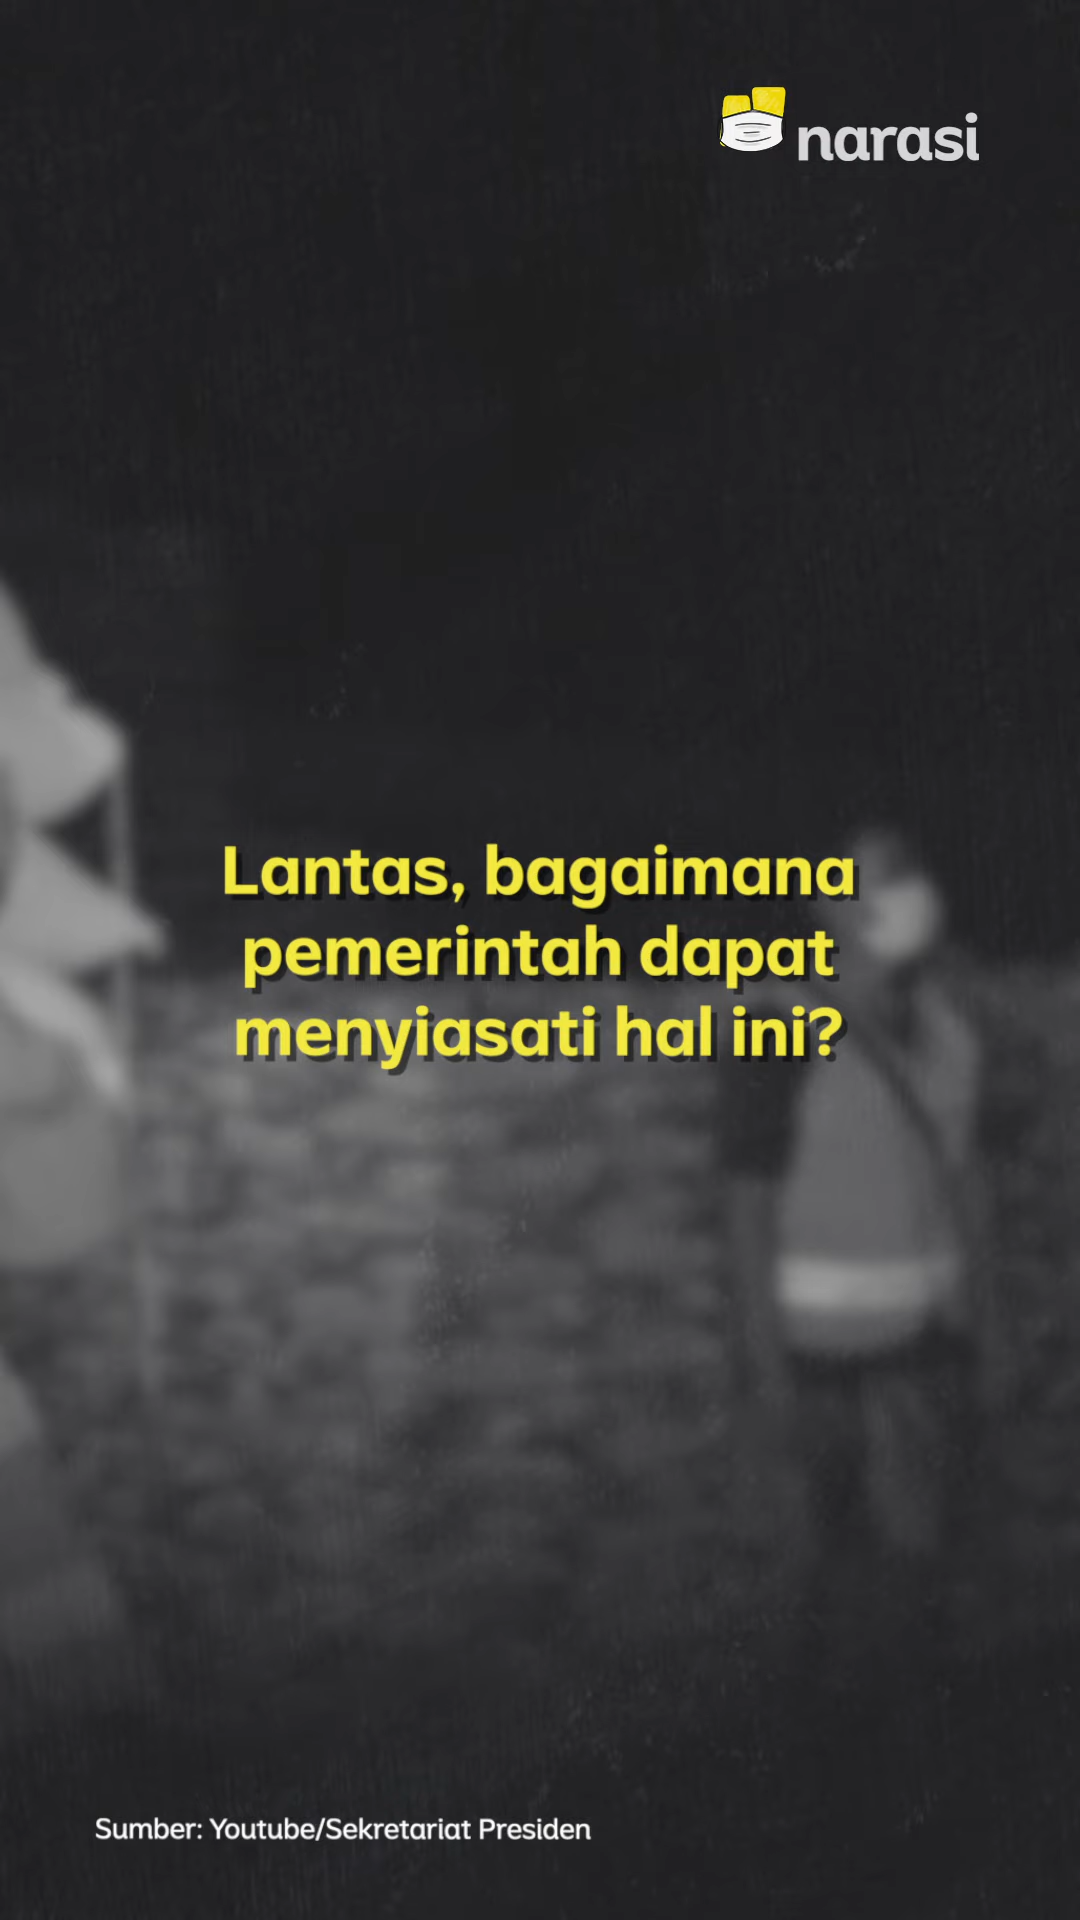 narasi
Lantas, bagaimana
pemerintah dapat
menyiasati hal ini?
Sumber: Youtube/Sekretariat Presiden